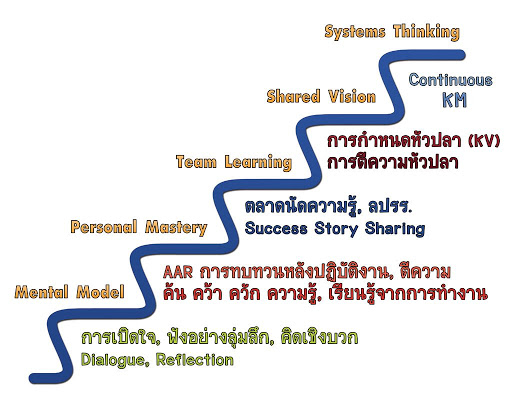 Systems Thinking
Continuous
KM
Shared Vision
การกำหนดหัวปลา (KV)
การตีความหัวปลา
Team Learning
ตลาดนัดความรู้, ลปรร.
Success Story Sharing
Personal Mastery
AAR การทบทวนหลังปฏิบัติงาน, ตีความ
ค้น คว้า ควัก ความรู้, เรียนรู้จากการทำงาน
Mental Model
การเปิดใจ, ฟังอย่างลุ่มลึก, คิดเชิงบวก
Dialogue, Reflection